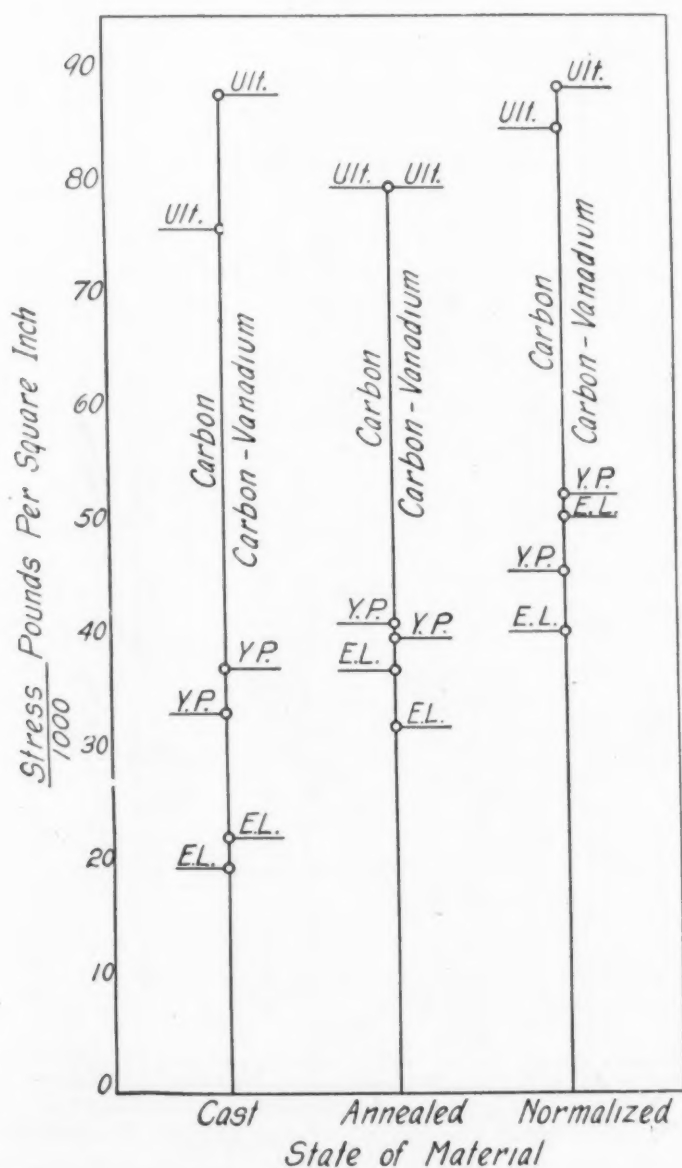 90
80
70
60
50
40
30
20
10
0
Stress Pounds Per Square Inch
1000
Ult.
Ult.
Carbon
Carbon-Vanadium
Y.P.
Y.P.
E.L.
E.L.
Ult. Ult.
Carbon
Carbon-Vanadium
Y.P.
Y.P.
E.L.
E.L.
Ult.
Ult.
Carbon
Carbon-Vanadium
Y.P.
E.L.
Y.P.
E.L.
Cast Annealed Normalized
State of Material